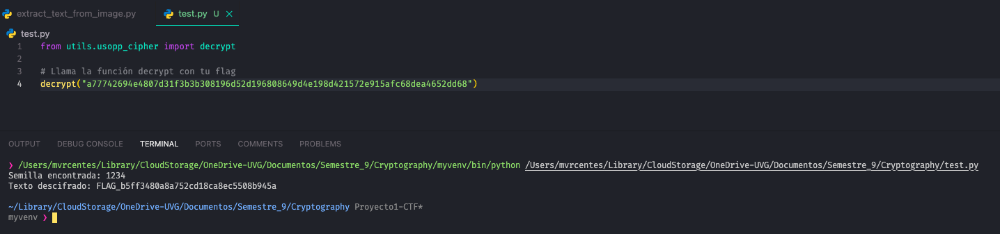 extract_text_from_image.py
test.py U ×
test.py
1 from utils.usopp_cipher import decrypt
2
3 # Llama la función decrypt con tu flag
4 decrypt("a77742694e4807d31f3b3b308196d52d196808649d4e198d421572e915afc68dea4652dd68")
OUTPUT DEBUG CONSOLE TERMINAL PORTS COMMENTS PROBLEMS
❯ /Users/mvrcentes/Library/CloudStorage/OneDrive-UVG/Documentos/Semestre_9/Cryptography/myvenv/bin/python /Users/mvrcentes/Library/CloudStorage/OneDrive-UVG/Documentos/Semestre_9/Cryptography/test.py
Semilla encontrada: 1234
Texto descifrado: FLAG_b5ff3480a8a752cd18ca8ec5508b945a
~/Library/CloudStorage/OneDrive-UVG/Documentos/Semestre_9/Cryptography Proyecto1-CTF*
myvenv ❯